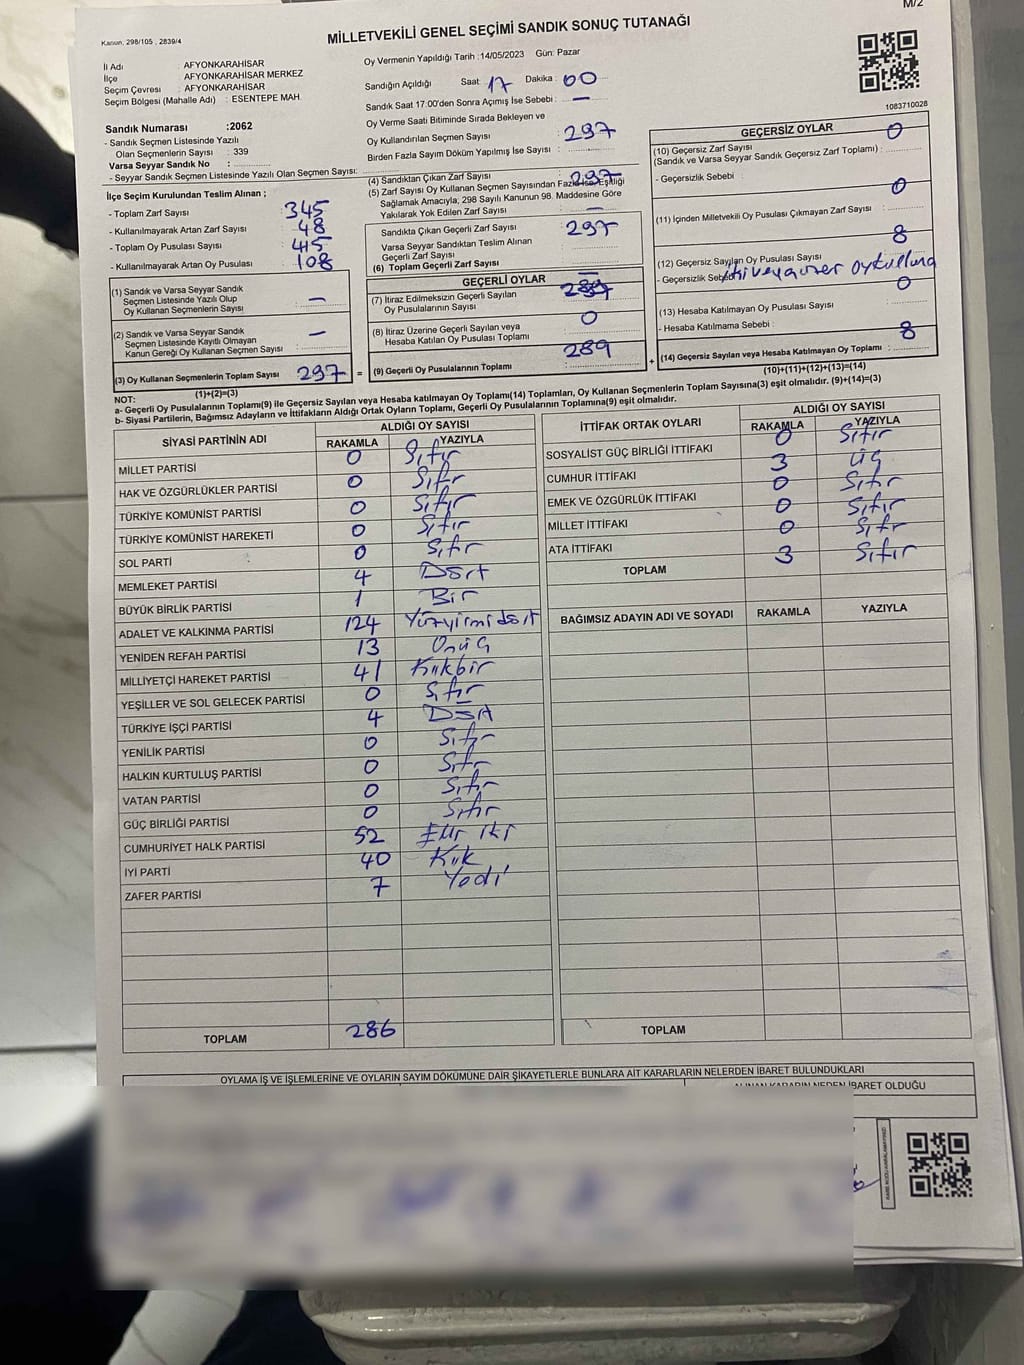 M/2
Kanun, 298/105 , 2839/4
MİLLETVEKİLİ GENEL SEÇİMİ SANDIK SONUÇ TUTANAĞI
İl Adı : AFYONKARAHİSAR
İlçe : AFYONKARAHİSAR MERKEZ
Seçim Çevresi : AFYONKARAHİSAR
Seçim Bölgesi (Mahalle Adı) : ESENTEPE MAH.
Sandık Numarası :2062
- Sandık Seçmen Listesinde Yazılı
Olan Seçmenlerin Sayısı : 339
Varsa Seyyar Sandık No :
- Seyyar Sandık Seçmen Listesinde Yazılı Olan Seçmen Sayısı:
İlçe Seçim Kurulundan Teslim Alınan ;
- Toplam Zarf Sayısı : 345
- Kullanılmayarak Artan Zarf Sayısı : 48
- Toplam Oy Pusulası Sayısı : 415
- Kullanılmayarak Artan Oy Pusulası : 108
(1) Sandık ve Varsa Seyyar Sandık
Seçmen Listesinde Yazılı Olup
Oy Kullanan Seçmenlerin Sayısı : —
(2) Sandık ve Varsa Seyyar Sandık
Seçmen Listesinde Kayıtlı Olmayan
Kanun Gereği Oy Kullanan Seçmen Sayısı : —
(3) Oy Kullanan Seçmenlerin Toplam Sayısı 297 =
(1)+(2)=(3)
Oy Vermenin Yapıldığı Tarih :14/05/2023 Gün: Pazar
Sandığın Açıldığı Saat: 17 Dakika : 00
Sandık Saat 17.00'den Sonra Açımış İse Sebebi : —
Oy Verme Saati Bitiminde Sırada Bekleyen ve
Oy Kullandırılan Seçmen Sayısı : 297
Birden Fazla Sayım Döküm Yapılmış İse Sayısı :
(4) Sandıktan Çıkan Zarf Sayısı : 297
(5) Zarf Sayısı Oy Kullanan Seçmen Sayısından Fazla İse, Eşitliği
Sağlamak Amacıyla; 298 Sayılı Kanunun 98. Maddesine Göre
Yakılarak Yok Edilen Zarf Sayısı : —
Sandıkta Çıkan Geçerli Zarf Sayısı : 297
Varsa Seyyar Sandıktan Teslim Alınan
Geçerli Zarf Sayısı :
(6) Toplam Geçerli Zarf Sayısı :
GEÇERLİ OYLAR
(7) İtiraz Edilmeksizin Geçerli Sayılan
Oy Pusulalarının Sayısı : 289
(8) İtiraz Üzerine Geçerli Sayılan veya
Hesaba Katılan Oy Pusulası Toplamı : 0
(9) Geçerli Oy Pusulalarının Toplamı : 289 +
1083710028
GEÇERSİZ OYLAR
(10) Geçersiz Zarf Sayısı
(Sandık ve Varsa Seyyar Sandık Geçersiz Zarf Toplamı) : 0
- Geçersizlik Sebebi :
(11) İçinden Milletvekili Oy Pusulası Çıkmayan Zarf Sayısı : 0
(12) Geçersiz Sayılan Oy Pusulası Sayısı : 8
- Geçersizlik Sebebi :
(13) Hesaba Katılmayan Oy Pusulası Sayısı : 0
- Hesaba Katılmama Sebebi :
(14) Geçersiz Sayılan veya Hesaba Katılmayan Oy Toplamı : 8
(10)+(11)+(12)+(13)=(14)
NOT:
a- Geçerli Oy Pusulalarının Toplamı(9) ile Geçersiz Sayılan veya Hesaba katılmayan Oy Toplamı(14) Toplamları, Oy Kullanan Seçmenlerin Toplam Sayısına(3) eşit olmalıdır. (9)+(14)=(3)
b- Siyasi Partilerin, Bağımsız Adayların ve İttifakların Aldığı Ortak Oyların Toplamı, Geçerli Oy Pusulalarının Toplamına(9) eşit olmalıdır.
SİYASİ PARTİNİN ADI ALDIĞI OY SAYISI
RAKAMLA YAZIYLA
MİLLET PARTİSİ 0 Sıfır
HAK VE ÖZGÜRLÜKLER PARTİSİ 0 Sıfır
TÜRKİYE KOMÜNİST PARTİSİ 0 Sıfır
TÜRKİYE KOMÜNİST HAREKETİ 0 Sıfır
SOL PARTİ 0 Sıfır
MEMLEKET PARTİSİ 4 Dört
BÜYÜK BİRLİK PARTİSİ 1 Bir
ADALET VE KALKINMA PARTİSİ 124 Yüzyirmidört
YENİDEN REFAH PARTİSİ 13 Onüç
MİLLİYETÇİ HAREKET PARTİSİ 41 Kırkbir
YEŞİLLER VE SOL GELECEK PARTİSİ 0 Sıfır
TÜRKİYE İŞÇİ PARTİSİ 4 Dört
YENİLİK PARTİSİ 0 Sıfır
HALKIN KURTULUŞ PARTİSİ 0 Sıfır
VATAN PARTİSİ 0 Sıfır
GÜÇ BİRLİĞİ PARTİSİ 0 Sıfır
CUMHURİYET HALK PARTİSİ 52 Elli iki
İYİ PARTİ 40 Kırk
ZAFER PARTİSİ 7 Yedi
TOPLAM 286
İTTİFAK ORTAK OYLARI ALDIĞI OY SAYISI
RAKAMLA YAZIYLA
SOSYALİST GÜÇ BİRLİĞİ İTTİFAKI 0 Sıfır
CUMHUR İTTİFAKI 3 Üç
EMEK VE ÖZGÜRLÜK İTTİFAKI 0 Sıfır
MİLLET İTTİFAKI 0 Sıfır
ATA İTTİFAKI 0 Sıfır
TOPLAM 3 Sıfır
BAĞIMSIZ ADAYIN ADI VE SOYADI RAKAMLA YAZIYLA
TOPLAM
OYLAMA İŞ VE İŞLEMLERİNE VE OYLARIN SAYIM DÖKÜMÜNE DAİR ŞİKAYETLERLE BUNLARA AİT KARARLARIN NELERDEN İBARET BULUNDUKLARI
ALINAN KARARIN NEDEN İBARET OLDUĞU